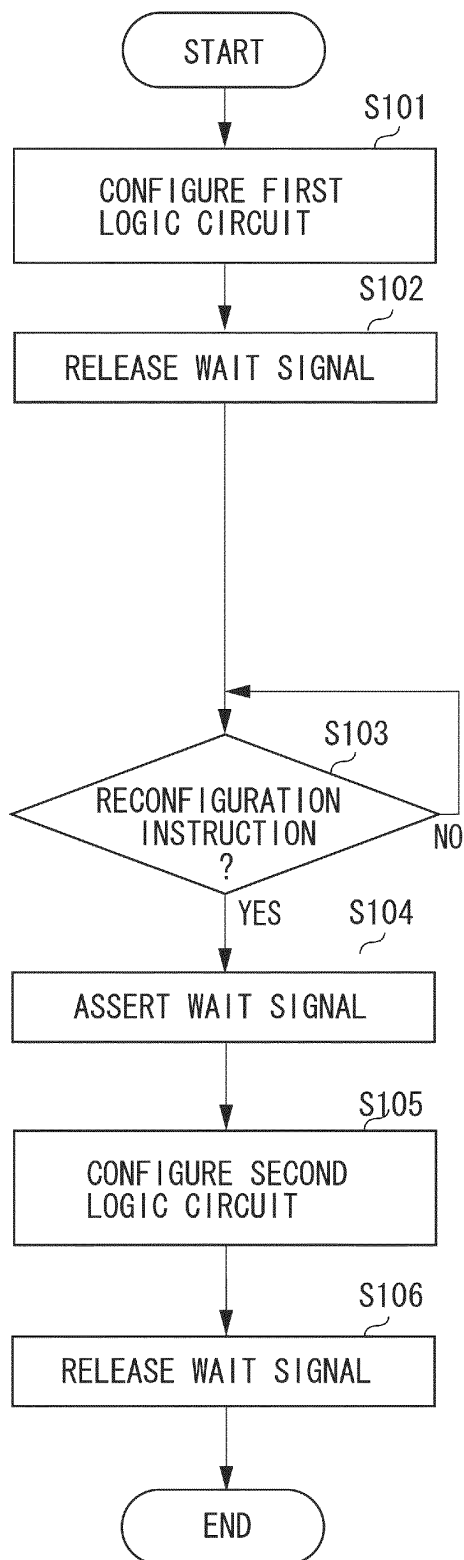 START
S101
CONFIGURE FIRST
LOGIC CIRCUIT
S102
RELEASE WAIT SIGNAL
S103
RECONFIGURATION
INSTRUCTION
?
NO
YES
S104
ASSERT WAIT SIGNAL
S105
CONFIGURE SECOND
LOGIC CIRCUIT
S106
RELEASE WAIT SIGNAL
END